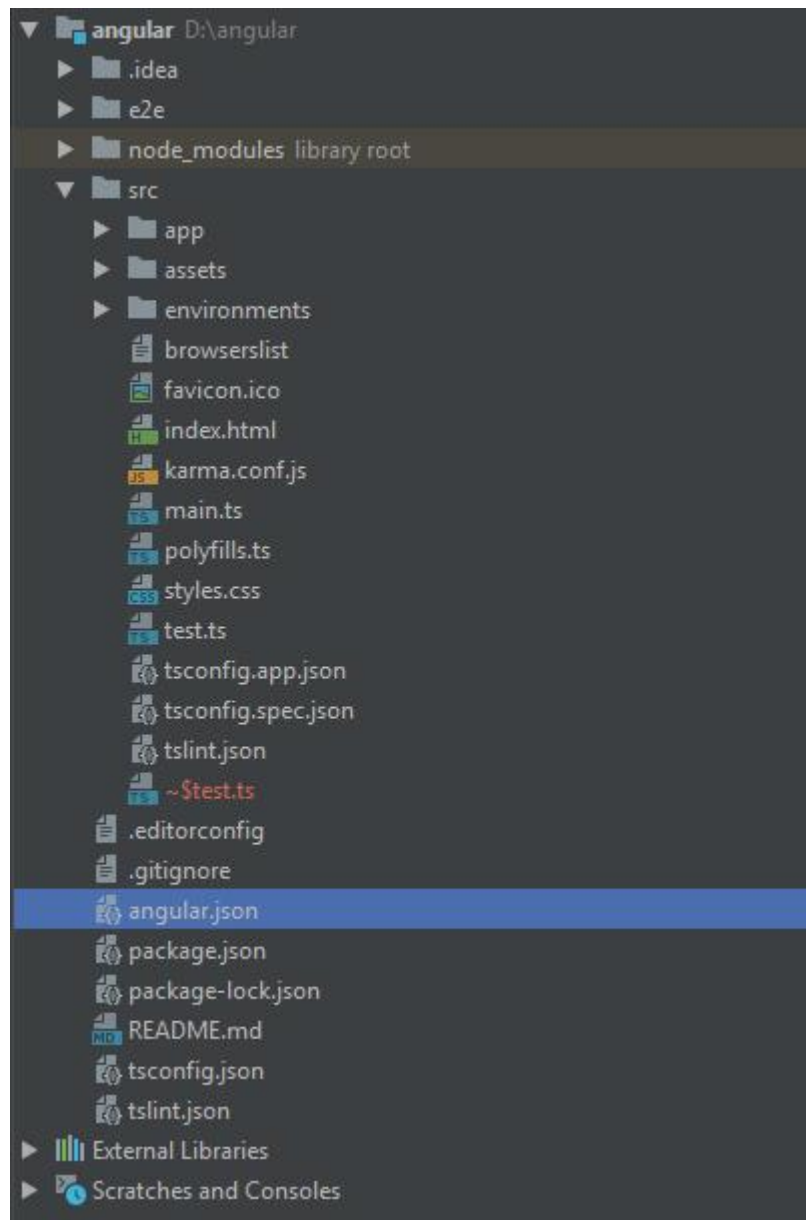 angular D:\angular
.idea
e2e
node_modules library root
src
app
assets
environments
browserslist
favicon.ico
index.html
karma.conf.js
main.ts
polyfills.ts
styles.css
test.ts
tsconfig.app.json
tsconfig.spec.json
tslint.json
~$test.ts
.editorconfig
.gitignore
angular.json
package.json
package-lock.json
README.md
tsconfig.json
tslint.json
External Libraries
Scratches and Consoles